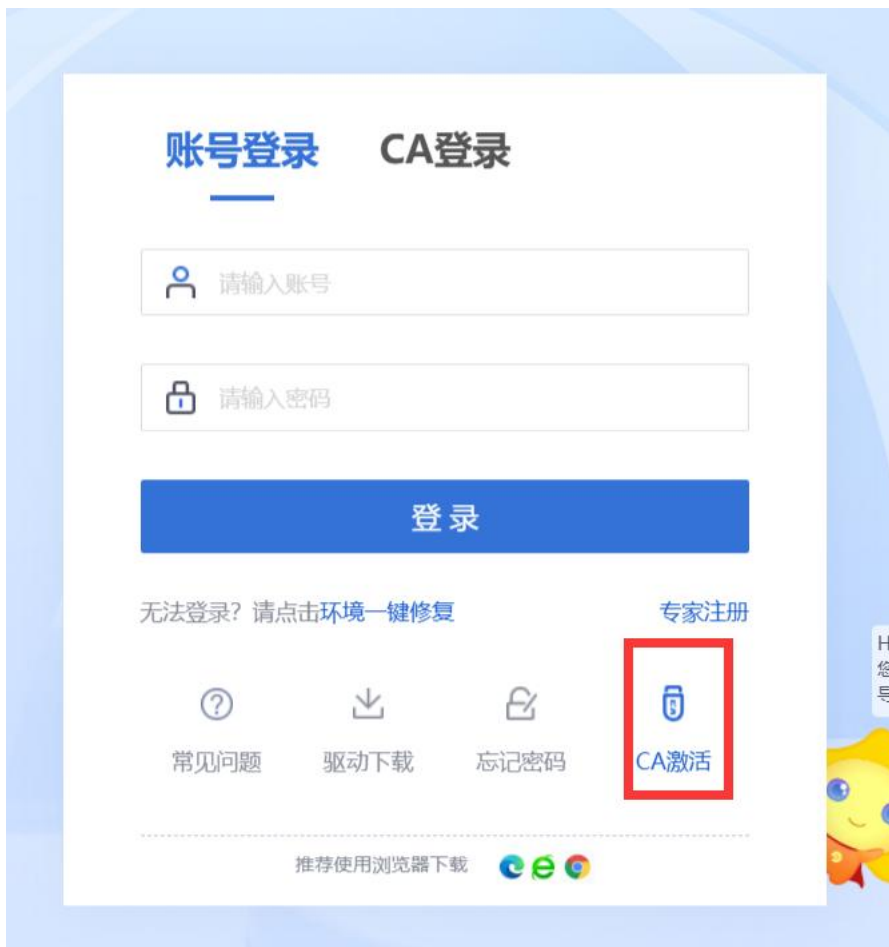 账号登录 CA登录
请输入账号
请输入密码
登录
无法登录？请点击环境一键修复 专家注册
常见问题 驱动下载 忘记密码 CA激活
推荐使用浏览器下载
H
您
导